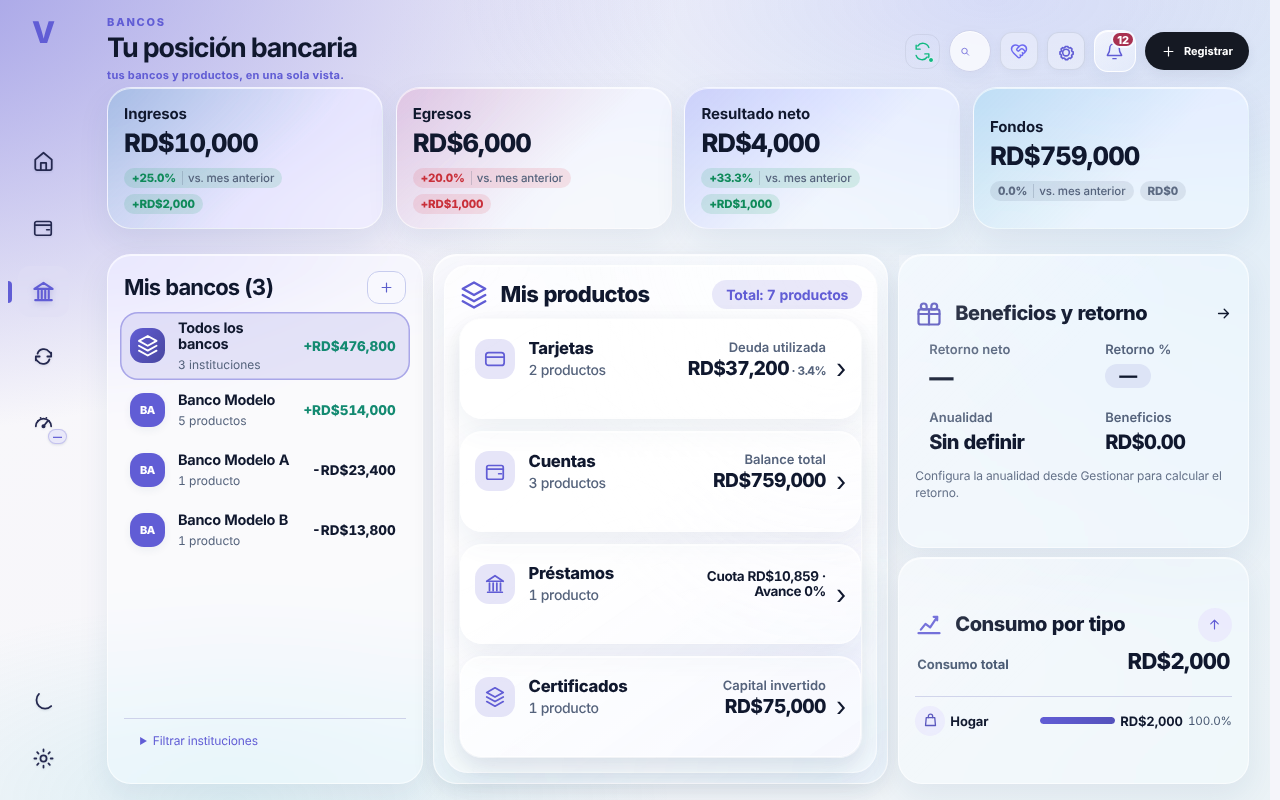 V
BANCOS
Tu posición bancaria
tus bancos y productos, en una sola vista.
12
Registrar
Ingresos
RD$10,000
+25.0% vs. mes anterior
+RD$2,000
Egresos
RD$6,000
+20.0% vs. mes anterior
+RD$1,000
Resultado neto
RD$4,000
+33.3% vs. mes anterior
+RD$1,000
Fondos
RD$759,000
0.0% vs. mes anterior RD$0
Mis bancos (3)
Todos los
bancos
3 instituciones
+RD$476,800
BA
Banco Modelo
5 productos
+RD$514,000
BA
Banco Modelo A
1 producto
-RD$23,400
BA
Banco Modelo B
1 producto
-RD$13,800
Filtrar instituciones
Mis productos
Total: 7 productos
Tarjetas
2 productos
Deuda utilizada
RD$37,200 · 3.4%
Cuentas
3 productos
Balance total
RD$759,000
Préstamos
1 producto
Cuota RD$10,859 ·
Avance 0%
Certificados
1 producto
Capital invertido
RD$75,000
Beneficios y retorno
Retorno neto
—
Retorno %
—
Anualidad
Sin definir
Beneficios
RD$0.00
Configura la anualidad desde Gestionar para calcular el
retorno.
Consumo por tipo
Consumo total
RD$2,000
Hogar
RD$2,000 100.0%